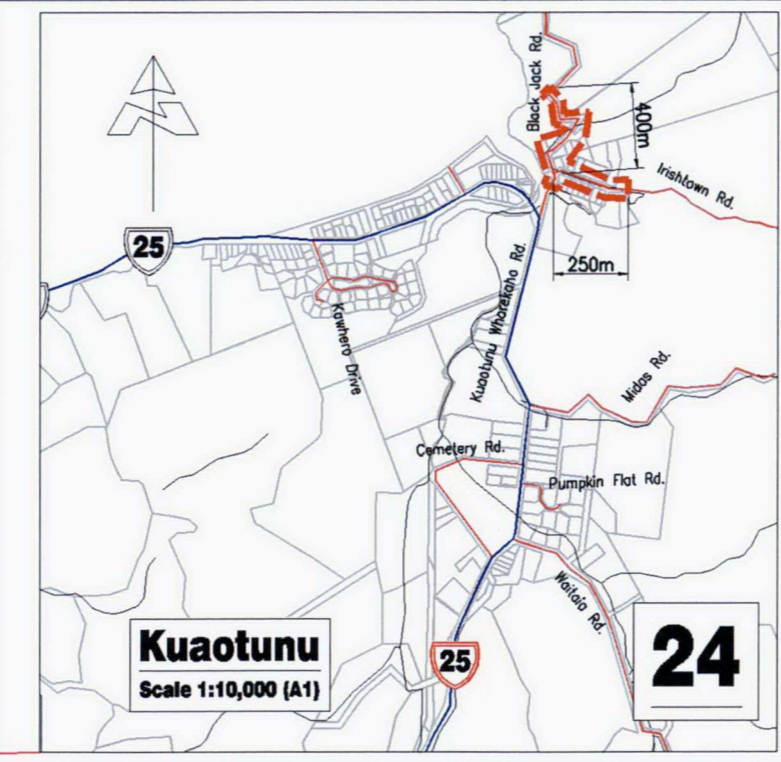 Black Jack Rd.
400m
Irishtown Rd.
25
250m
Kuaotunu Wharekaho Rd.
Kawhero Drive
Midas Rd.
Cemetery Rd.
Pumpkin Flat Rd.
Waitaia Rd.
Kuaotunu
Scale 1:10,000 (A1)
25
24